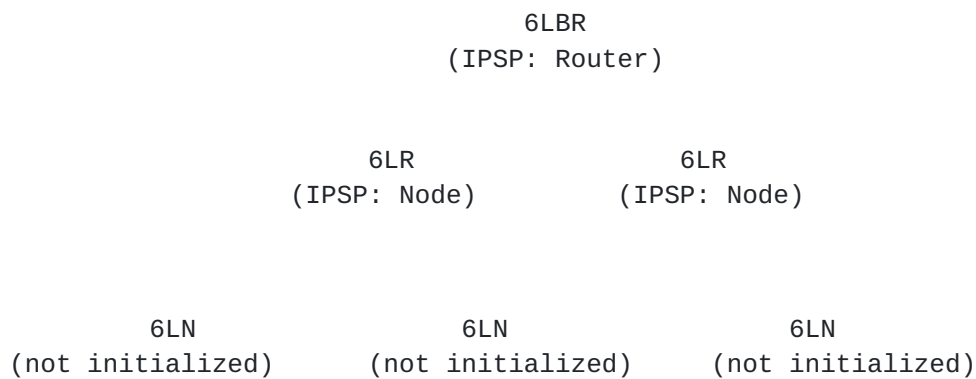 6LBR
(IPSP: Router)
6LR 6LR
(IPSP: Node) (IPSP: Node)
6LN 6LN 6LN
(not initialized) (not initialized) (not initialized)